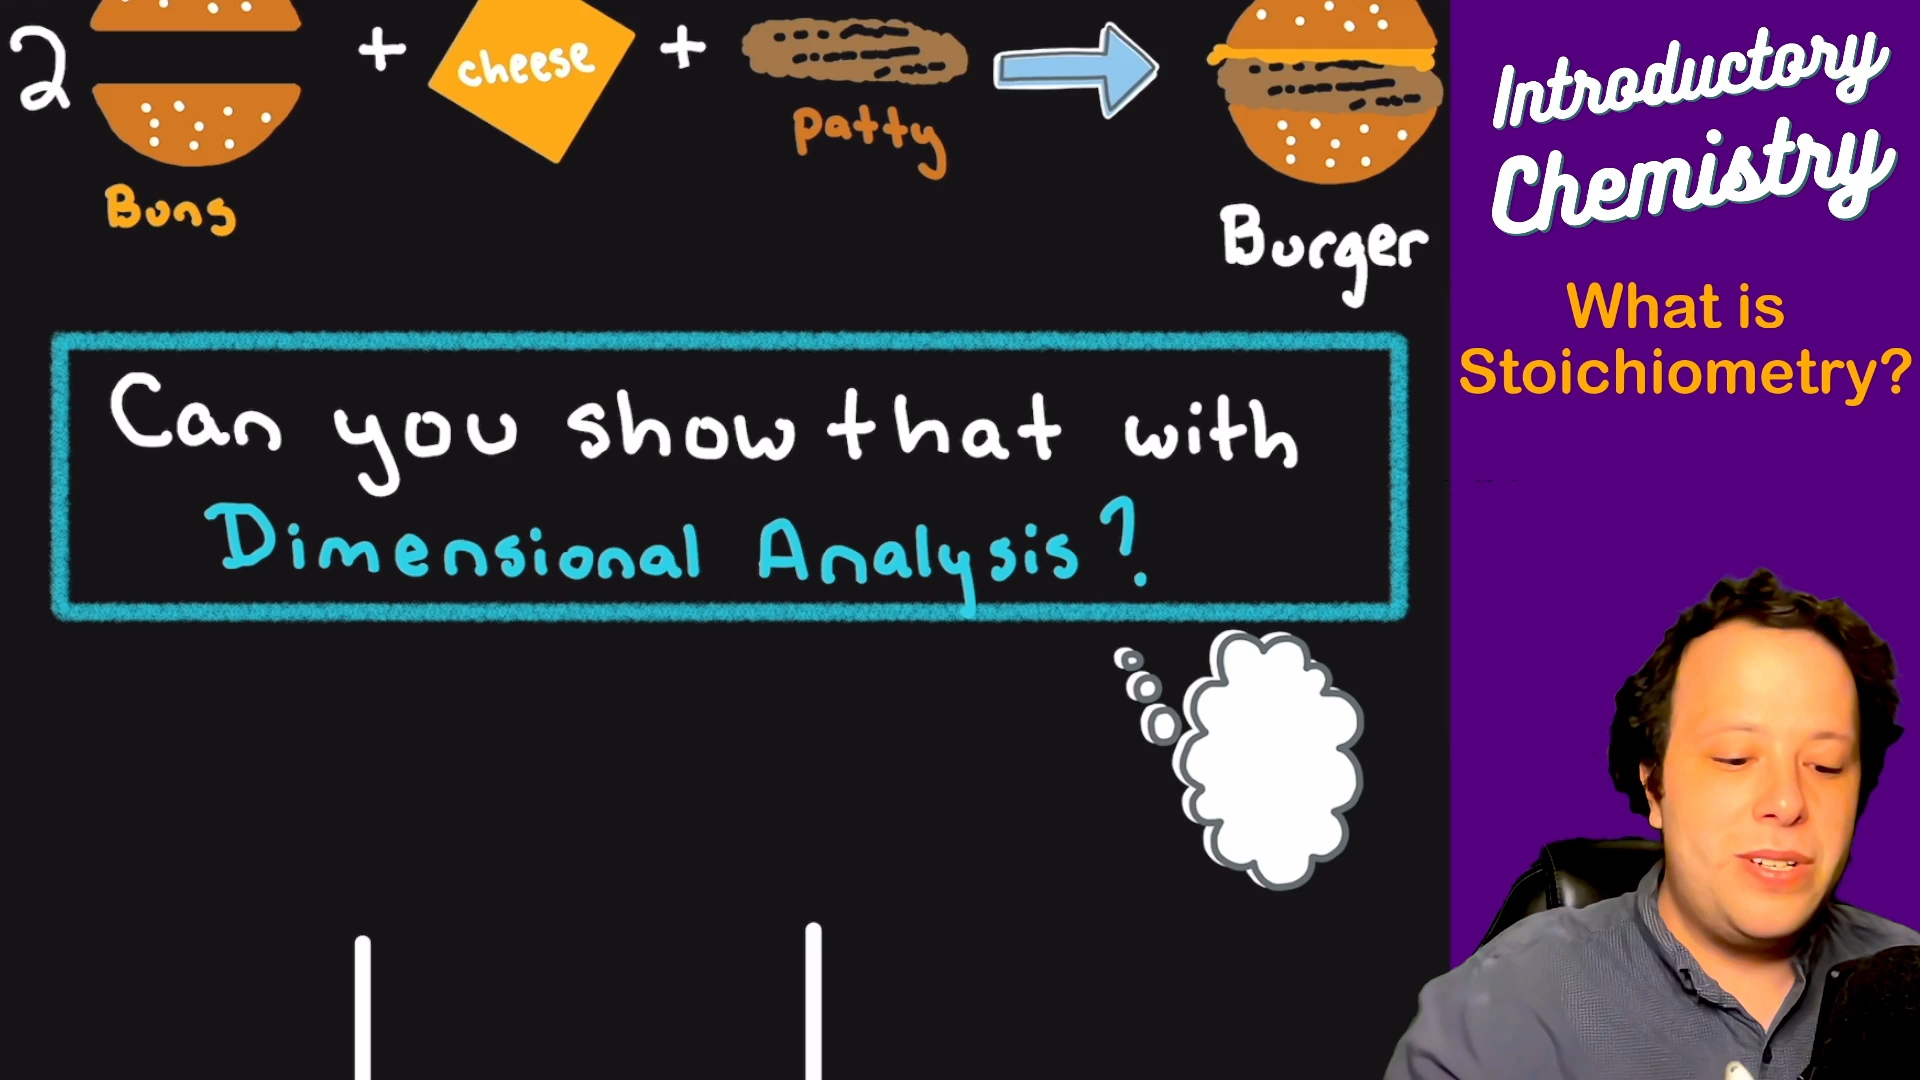 2 + cheese + patty
Buns
Burger
Can you show that with
Dimensional Analysis?
Introductory
Chemistry
What is
Stoichiometry?